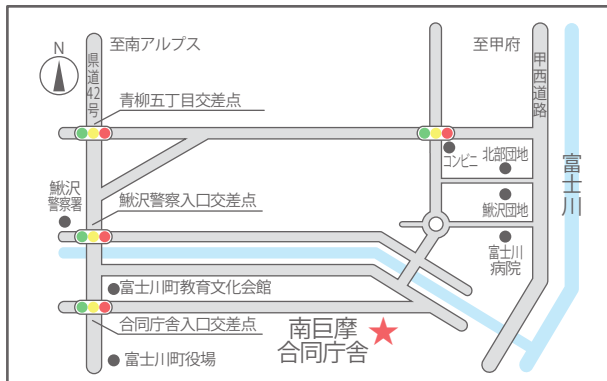 N
至南アルプス
至甲府
県道42号
甲西道路
青柳五丁目交差点
コンビニ
北部団地
富士川
鰍沢
警察署
鰍沢警察入口交差点
鰍沢団地
富士川
病院
富士川町教育文化会館
合同庁舎入口交差点
南巨摩
合同庁舎
富士川町役場